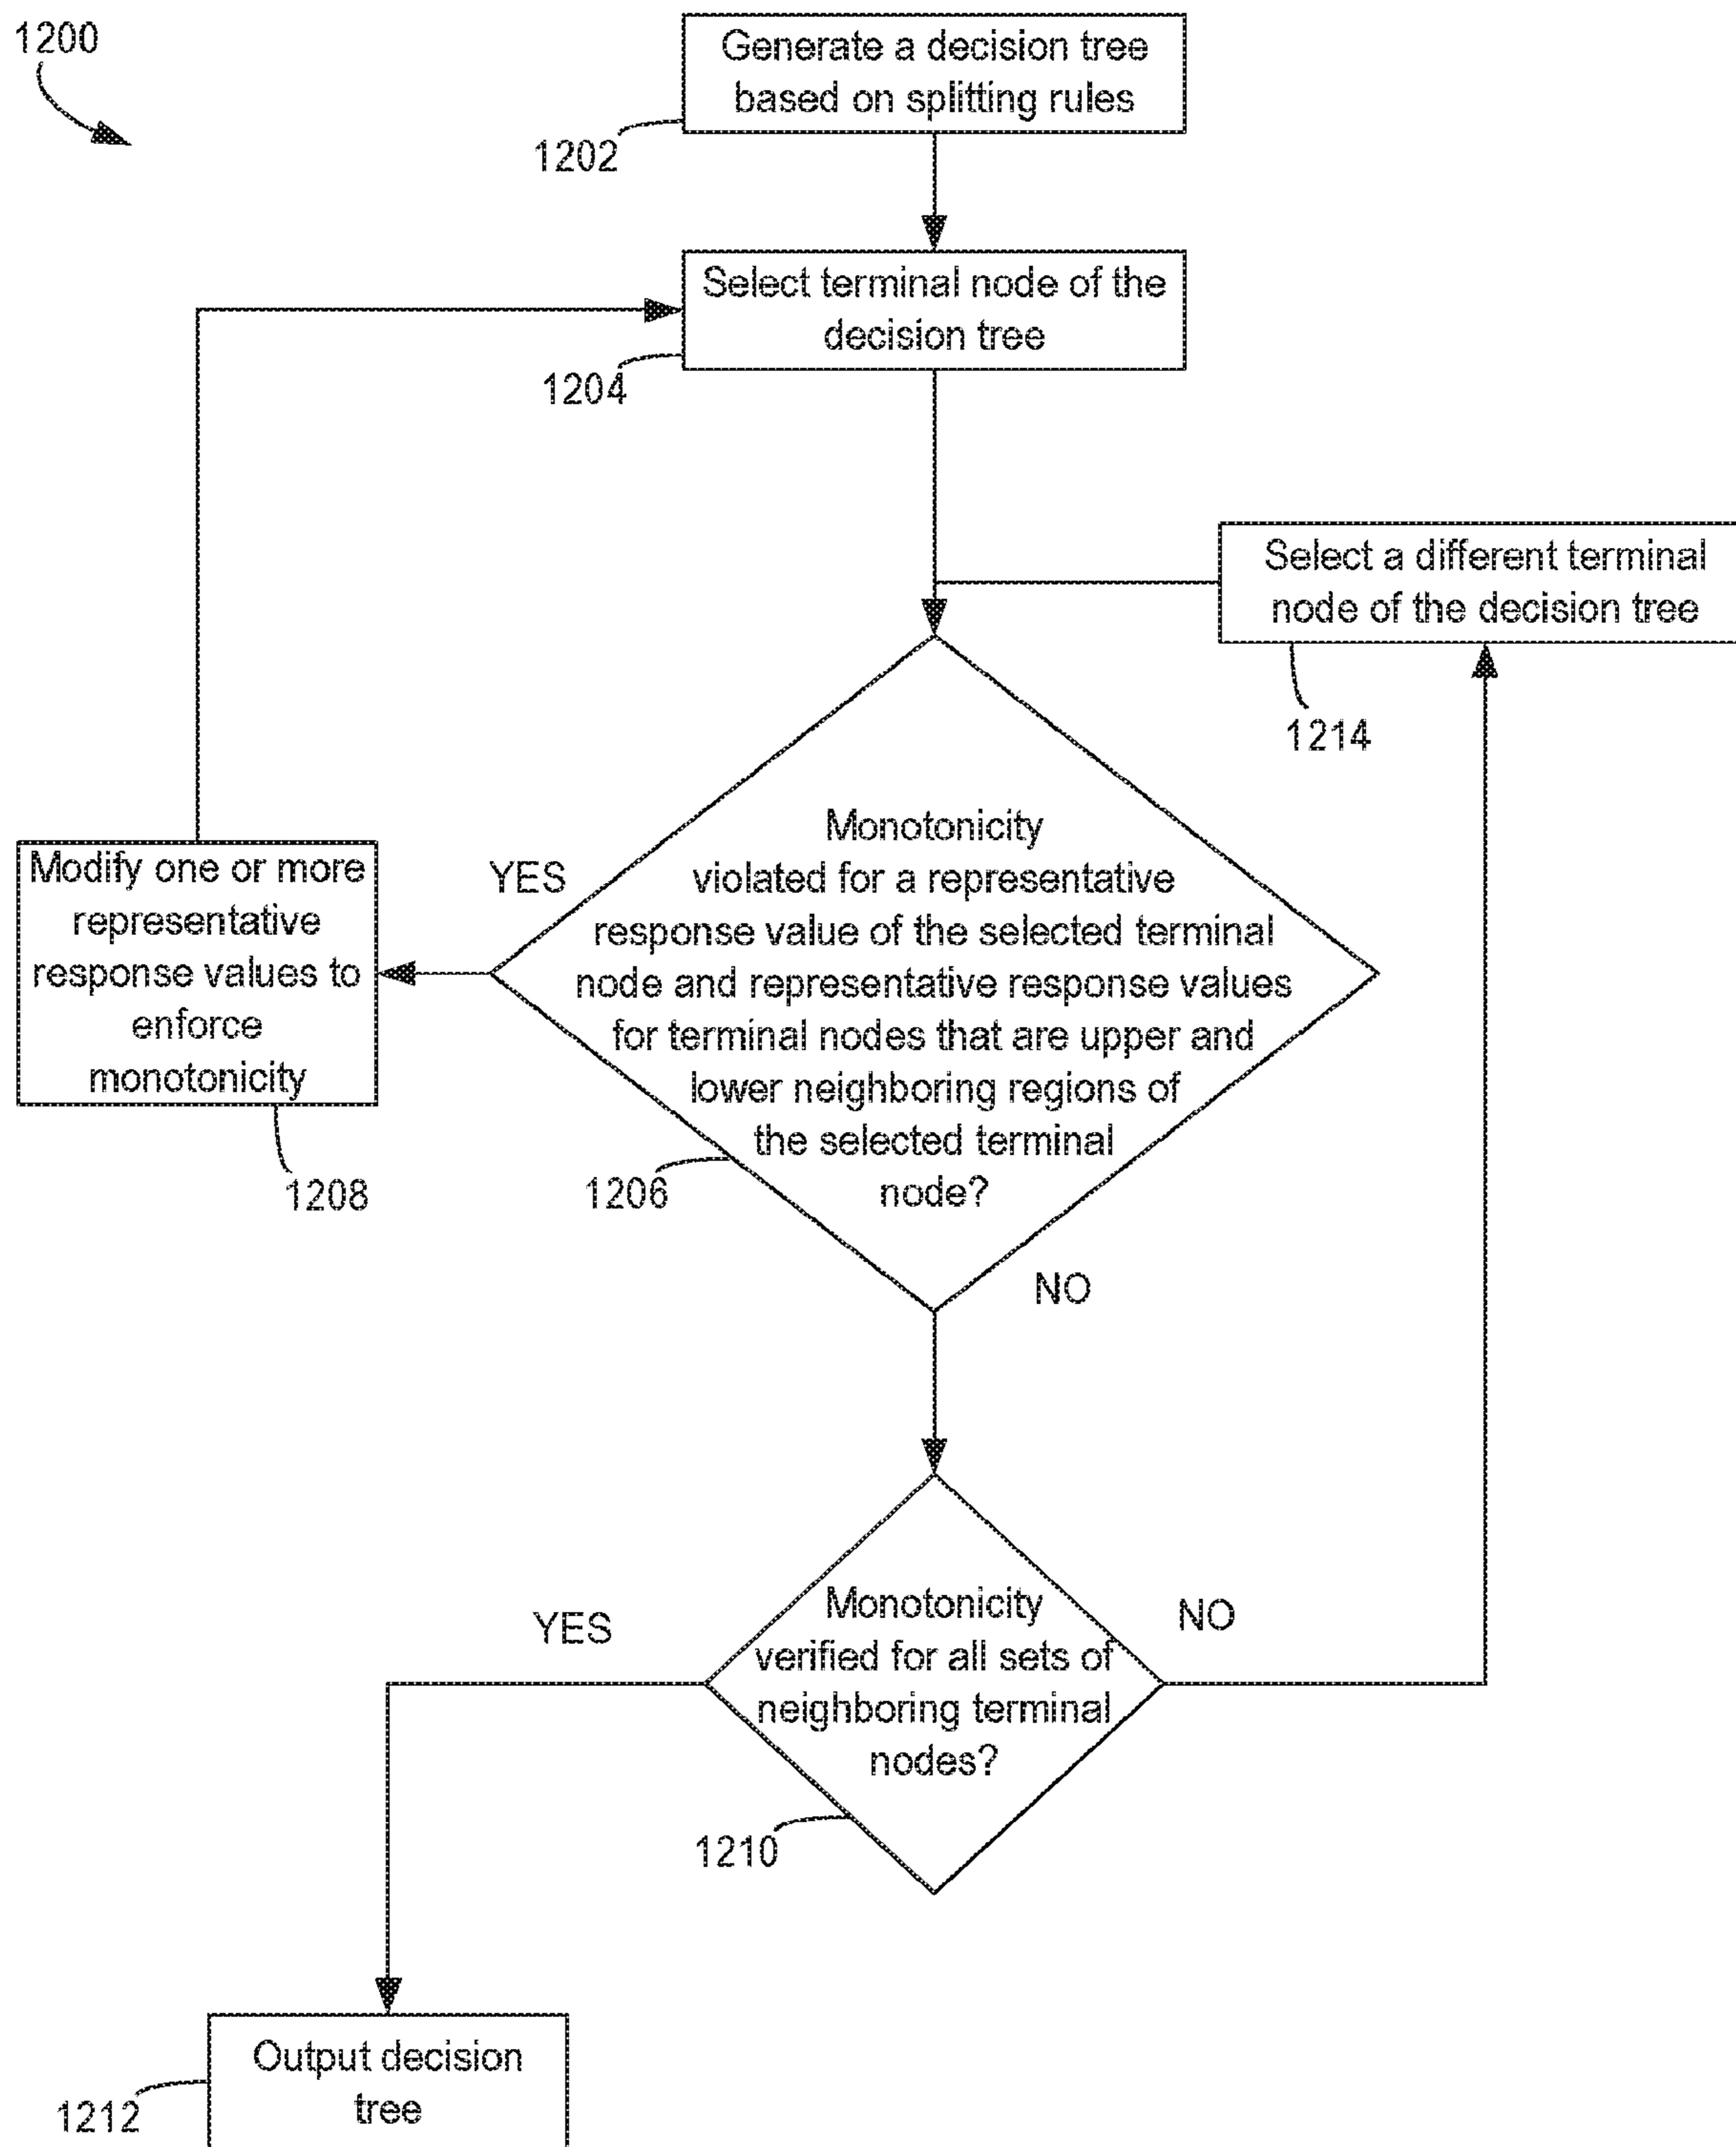 1200
Generate a decision tree
based on splitting rules
1202
Select terminal node of the
decision tree
1204
Select a different terminal
node of the decision tree
1214
Monotonicity
violated for a representative
response value of the selected terminal
node and representative response values
for terminal nodes that are upper and
lower neighboring regions of
the selected terminal
node?
1206
YES
Modify one or more
representative
response values to
enforce
monotonicity
1208
NO
Monotonicity
verified for all sets of
neighboring terminal
nodes?
1210
YES
NO
Output decision
tree
1212